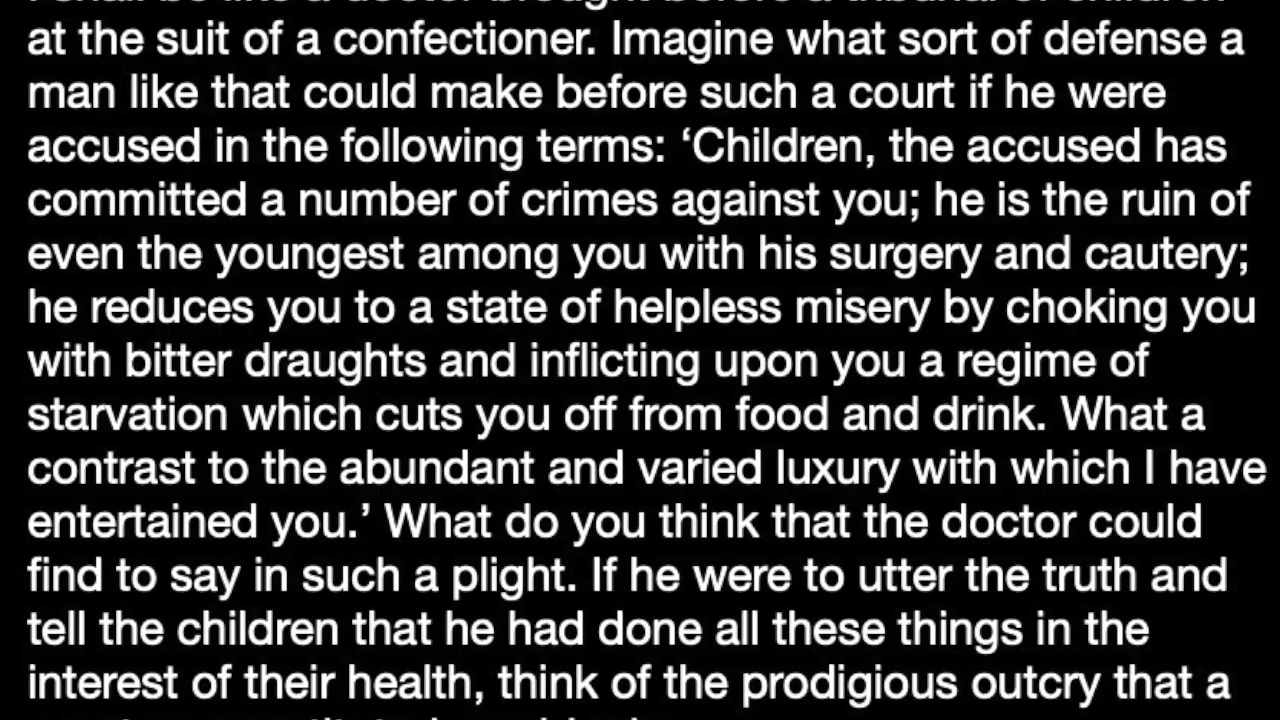 at the suit of a confectioner. Imagine what sort of defense a
man like that could make before such a court if he were
accused in the following terms: ‘Children, the accused has
committed a number of crimes against you; he is the ruin of
even the youngest among you with his surgery and cautery;
he reduces you to a state of helpless misery by choking you
with bitter draughts and inflicting upon you a regime of
starvation which cuts you off from food and drink. What a
contrast to the abundant and varied luxury with which I have
entertained you.’ What do you think that the doctor could
find to say in such a plight. If he were to utter the truth and
tell the children that he had done all these things in the
interest of their health, think of the prodigious outcry that a